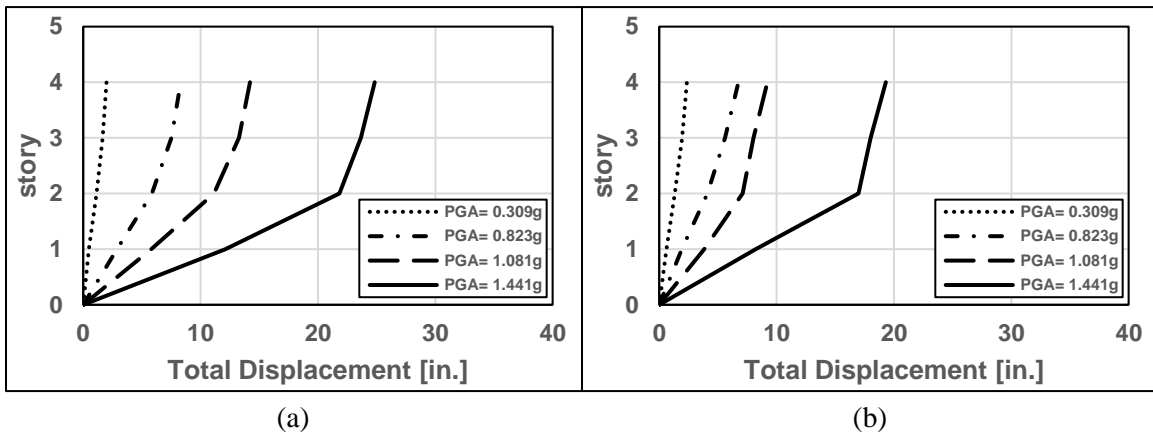 5
4
3
2
1
0
story
0 10 20 30 40
Total Displacement [in.]
PGA= 0.309g
PGA= 0.823g
PGA= 1.081g
PGA= 1.441g
(a)
5
4
3
2
1
0
story
0 10 20 30 40
Total Displacement [in.]
PGA= 0.309g
PGA= 0.823g
PGA= 1.081g
PGA= 1.441g
(b)